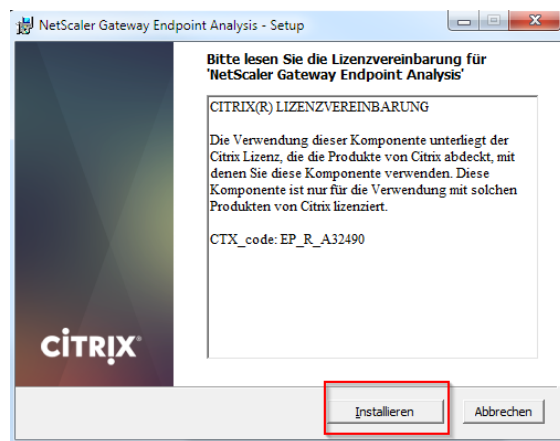 NetScaler Gateway Endpoint Analysis - Setup
Bitte lesen Sie die Lizenzvereinbarung für
'NetScaler Gateway Endpoint Analysis'
CITRIX(R) LIZENZVEREINBARUNG
Die Verwendung dieser Komponente unterliegt der
Citrix Lizenz, die die Produkte von Citrix abdeckt, mit
denen Sie diese Komponente verwenden. Diese
Komponente ist nur für die Verwendung mit solchen
Produkten von Citrix lizenziert.
CTX_code: EP_R_A32490
CİTRỊX
Installieren
Abbrechen